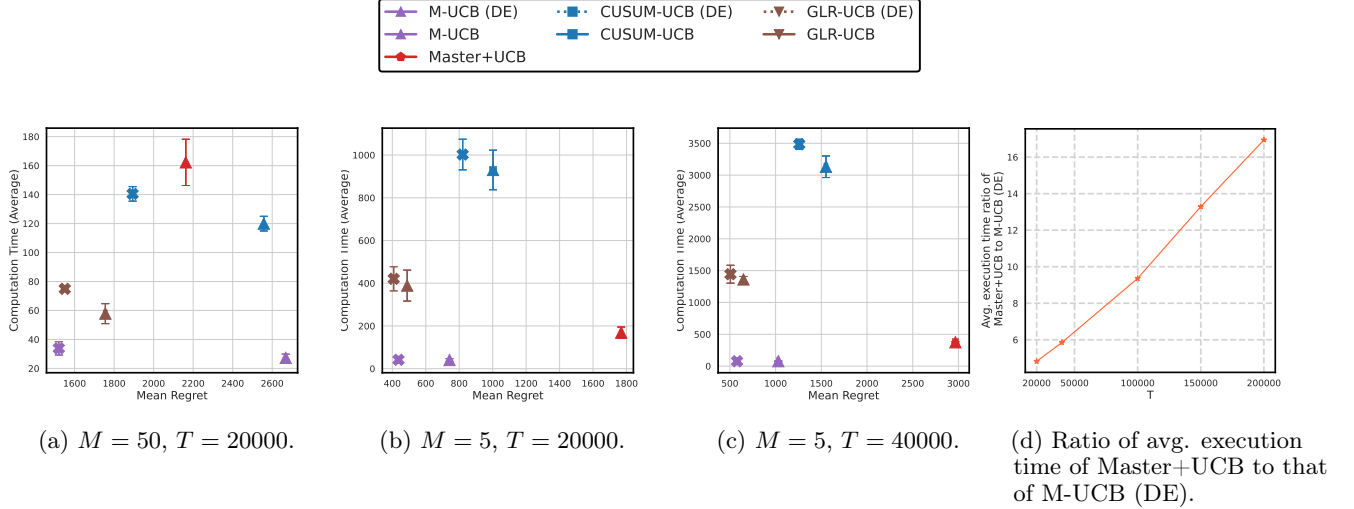 M-UCB (DE) CUSUM-UCB (DE) GLR-UCB (DE)
M-UCB CUSUM-UCB GLR-UCB
Master+UCB
180
160
140
120
100
80
60
40
20
Computation Time (Average)
1600 1800 2000 2200 2400 2600
Mean Regret
(a) M = 50, T = 20000.
1000
800
600
400
200
0
Computation Time (Average)
400 600 800 1000 1200 1400 1600 1800
Mean Regret
(b) M = 5, T = 20000.
3500
3000
2500
2000
1500
1000
500
0
Computation Time (Average)
500 1000 1500 2000 2500 3000
Mean Regret
(c) M = 5, T = 40000.
16
14
12
10
8
6
Avg. execution time ratio of
Master+UCB to M-UCB (DE)
20000 50000 100000 150000 200000
T
(d) Ratio of avg. execution
time of Master+UCB to that
of M-UCB (DE).